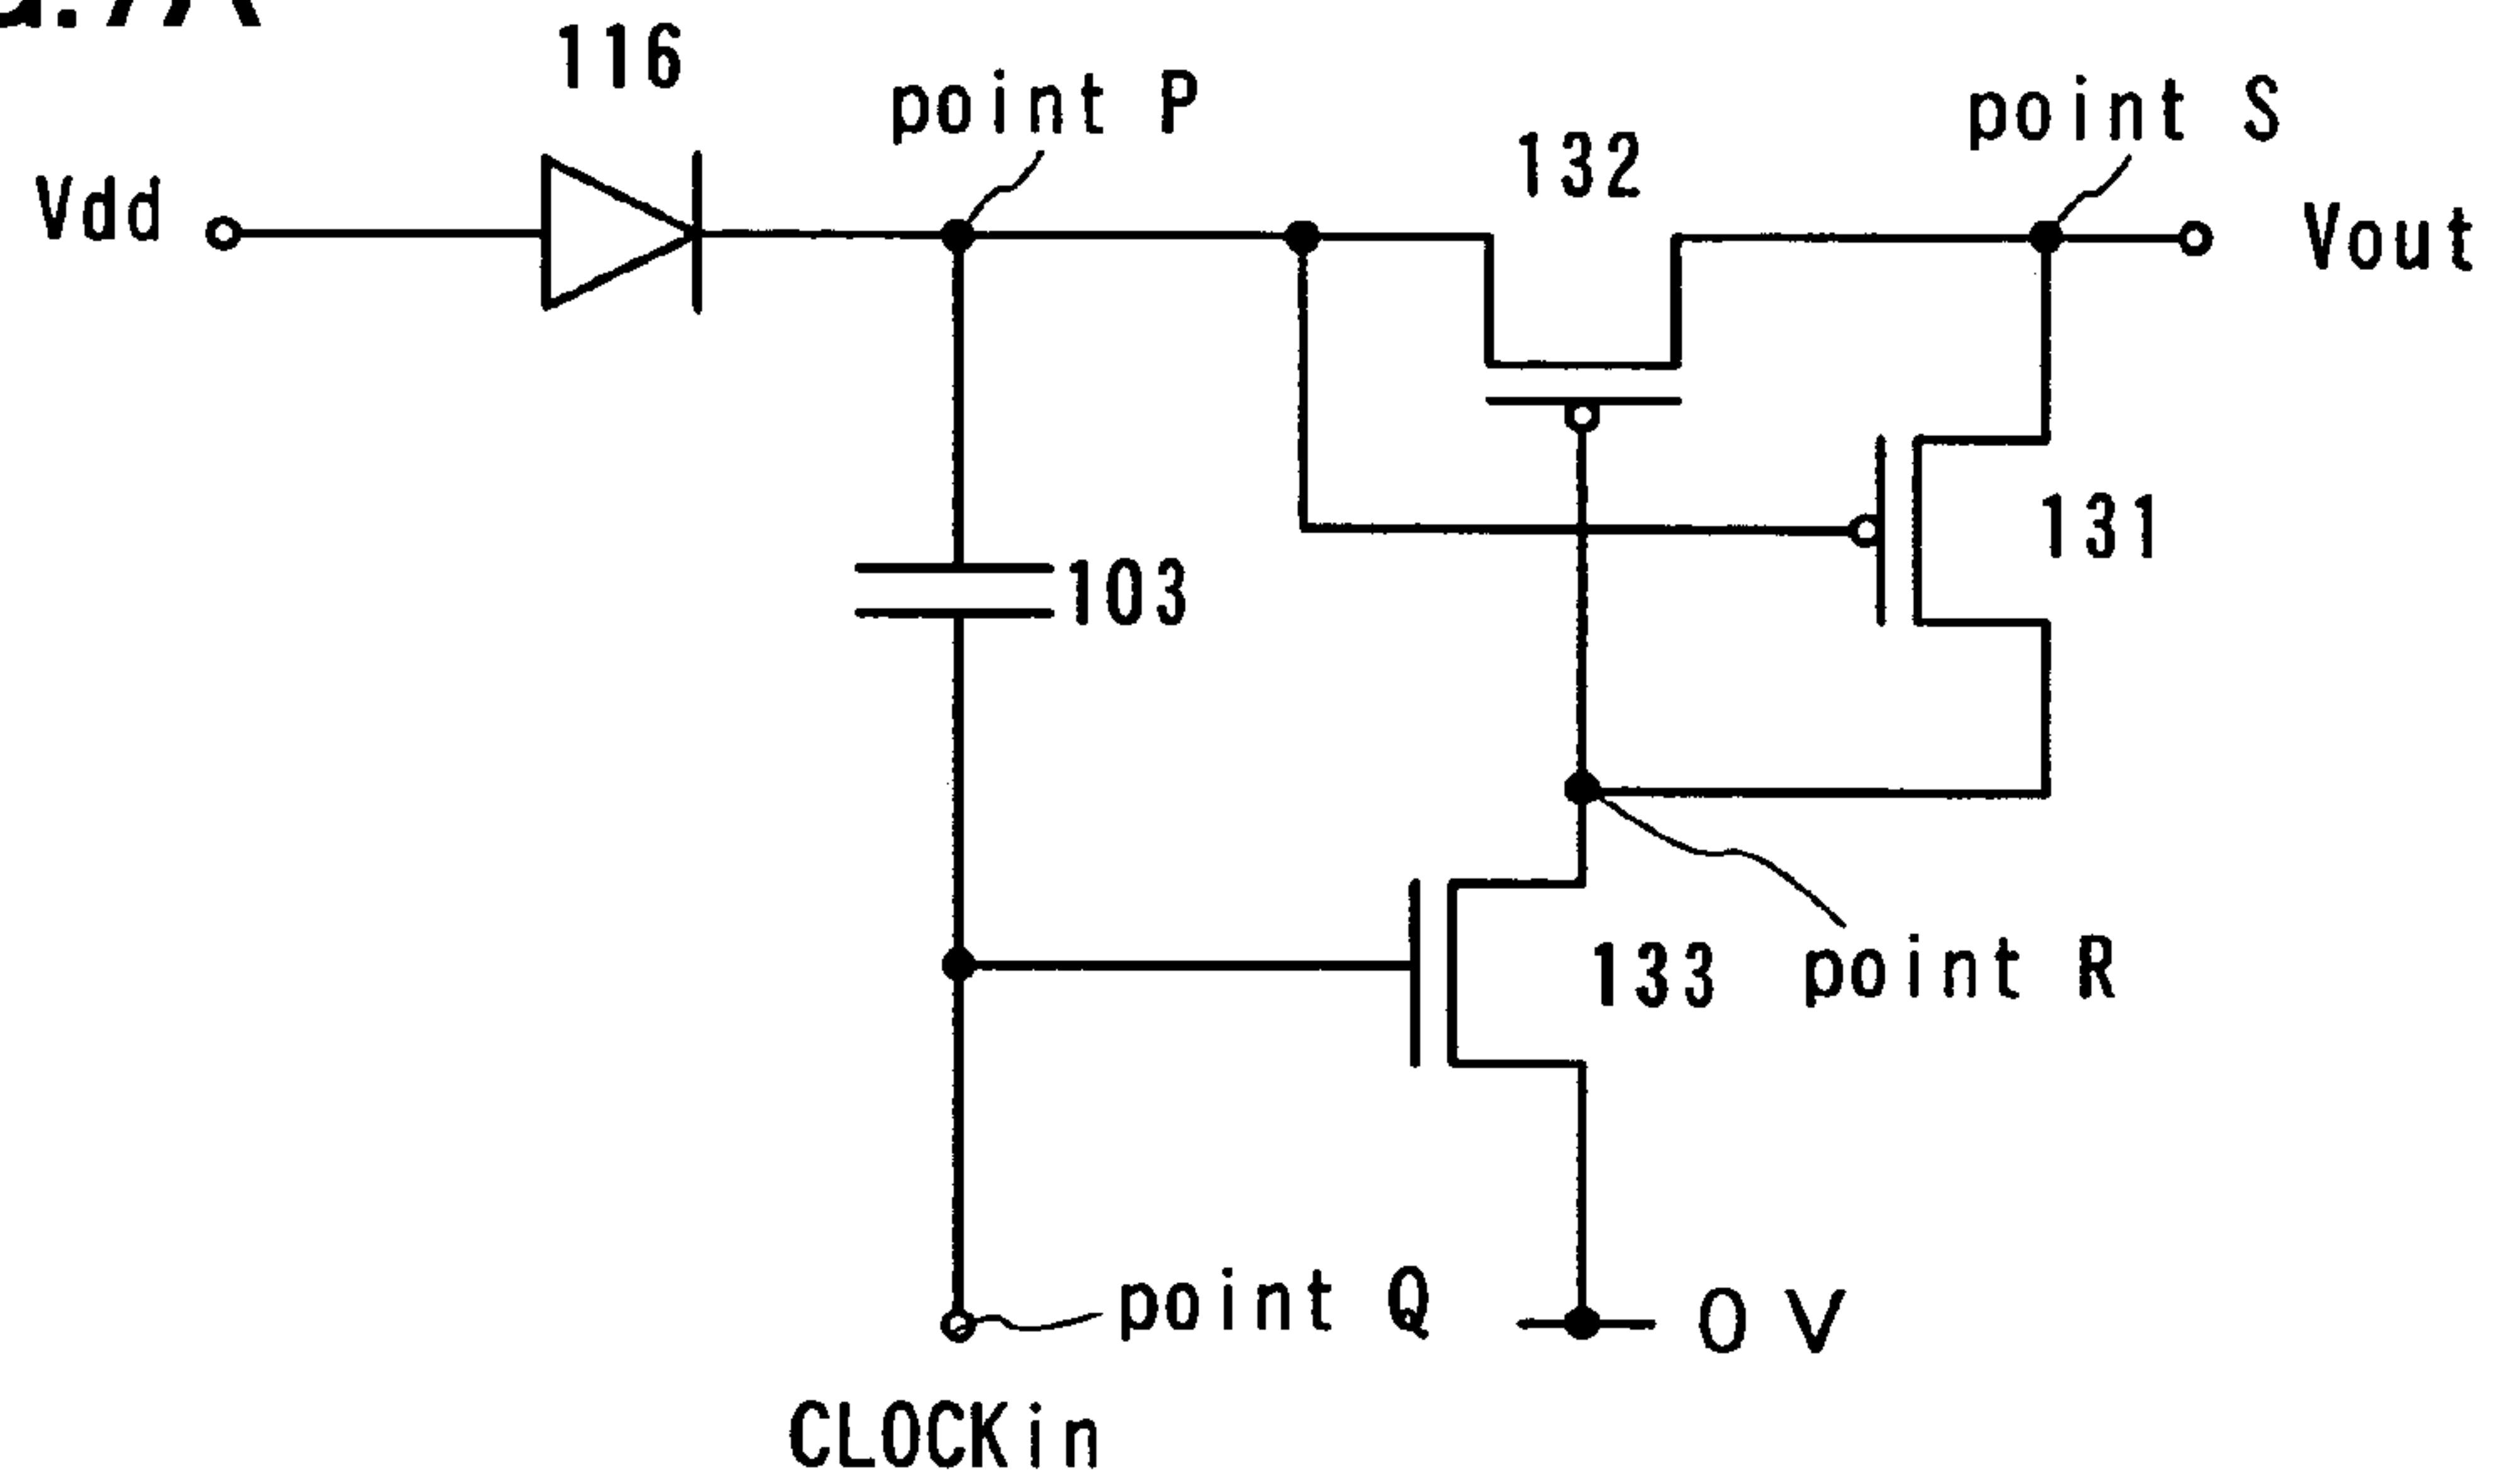 116
point P
point S
132
Vdd
Vout
131
103
133
point R
point Q
0 V
CLOCKin